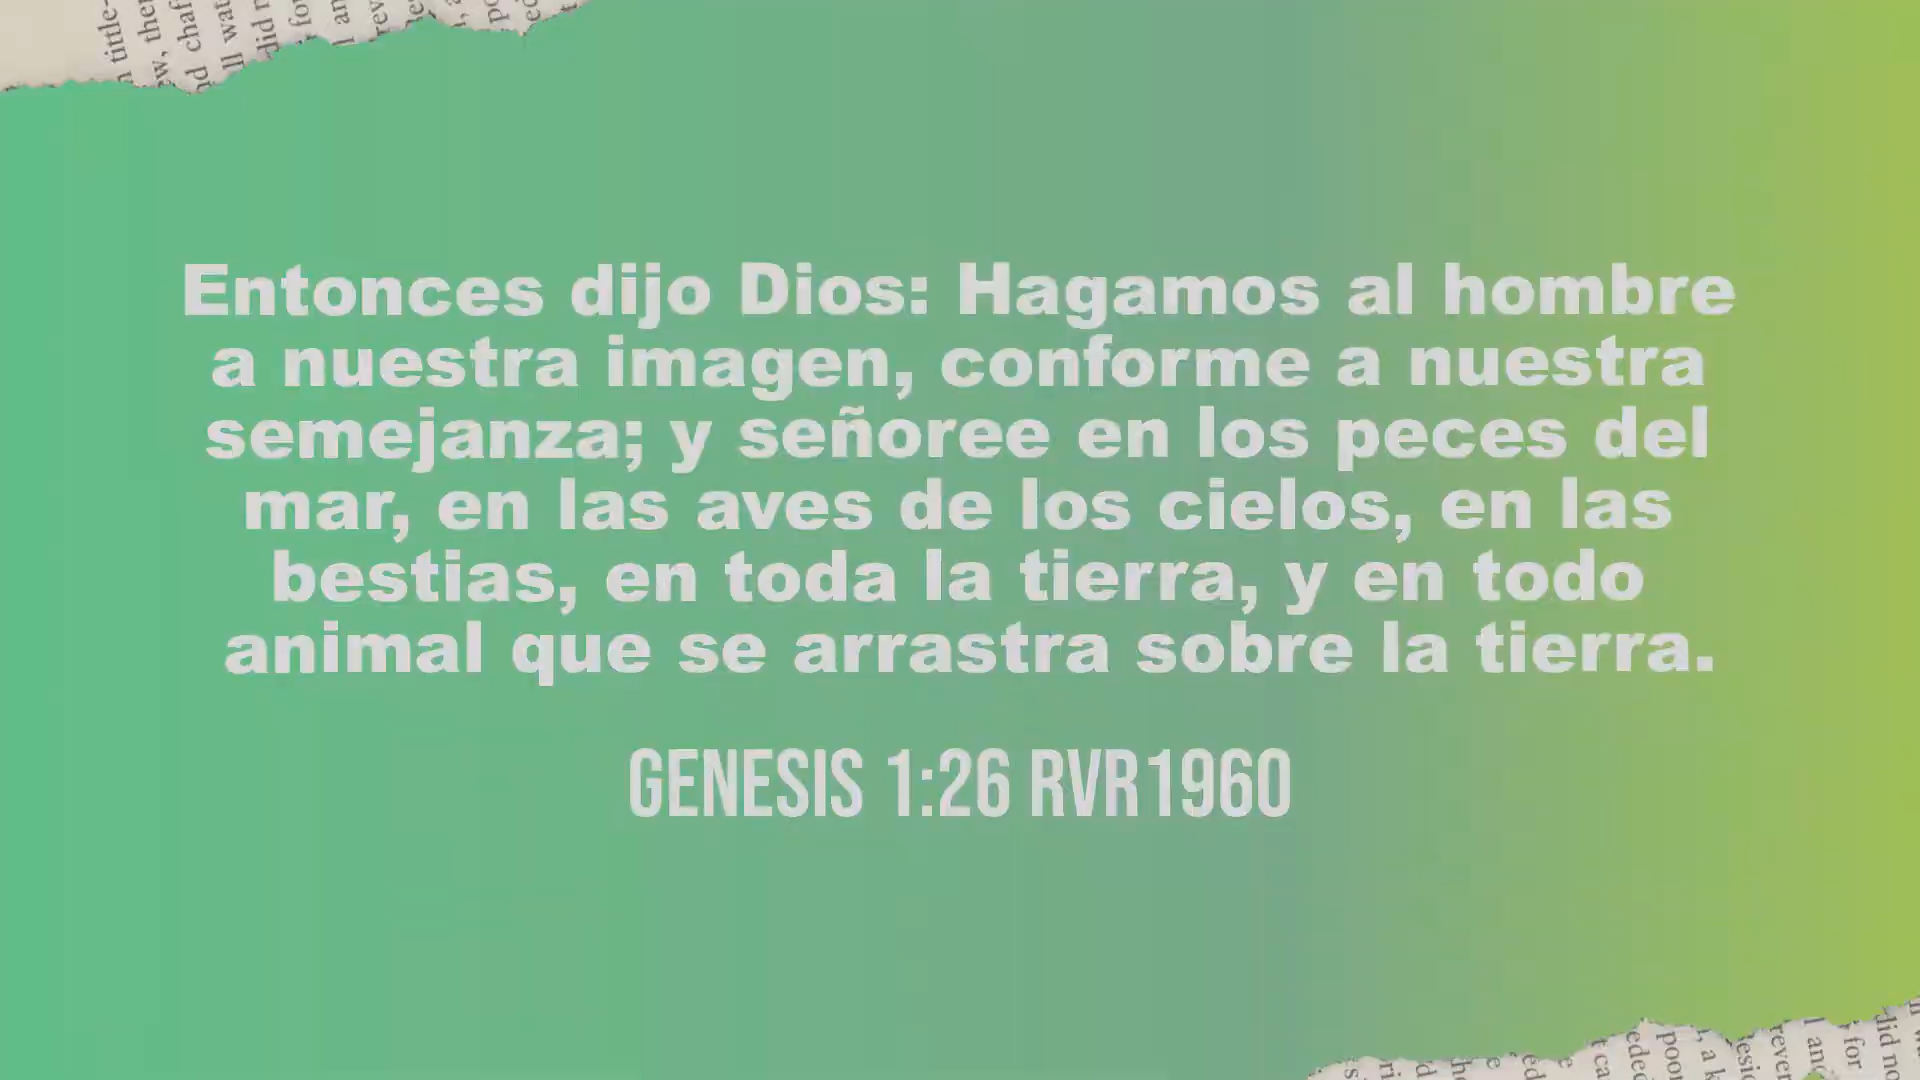 Entonces dijo Dios: Hagamos al hombre
a nuestra imagen, conforme a nuestra
semejanza; y señoree en los peces del
mar, en las aves de los cielos, en las
bestias, en toda la tierra, y en todo
animal que se arrastra sobre la tierra.
GENESIS 1:26 RVR1960